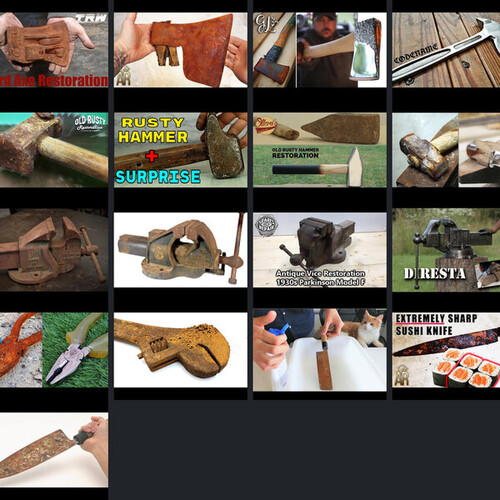 TRW
rd Axe Restoration
CODENAME
OLD RUSTY
Restoration
RUSTY
HAMMER
+
SURPRISE
OLD RUSTY HAMMER
RESTORATION
Antique Vice Restoration
1930s Parkinson Model F
DIRESTA
EXTREMELY SHARP
SUSHI KNIFE